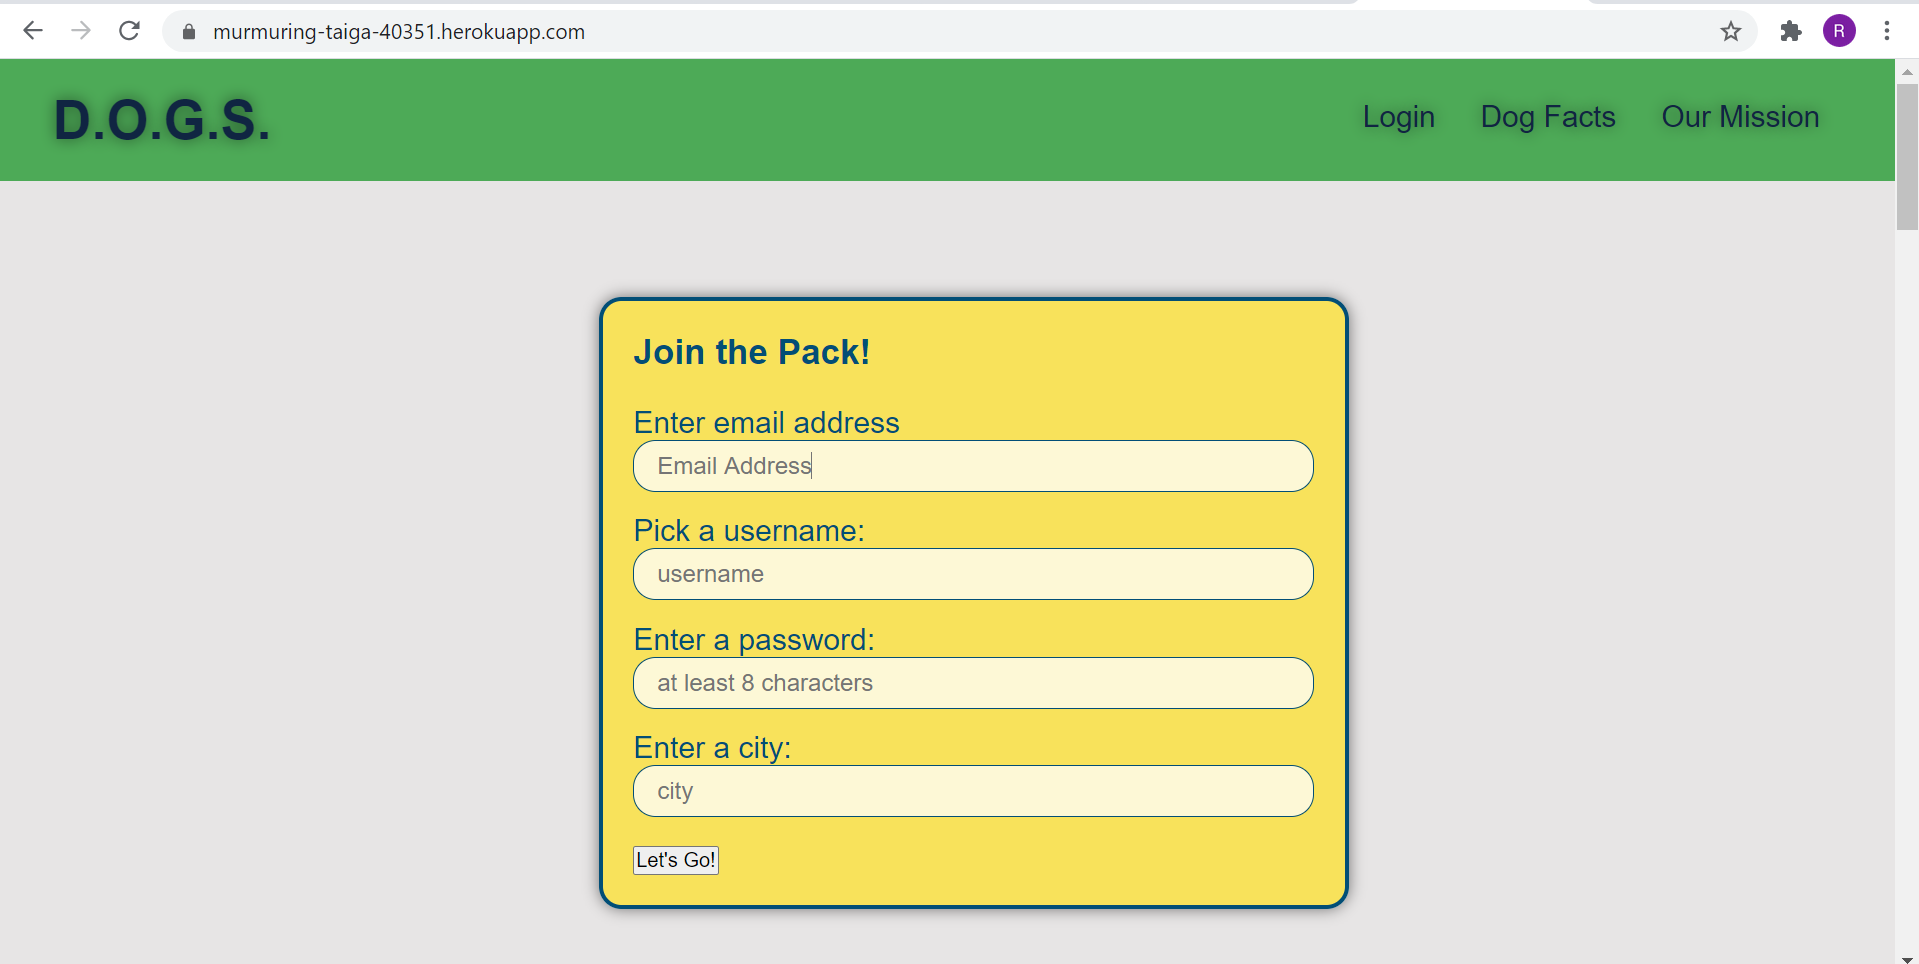 murmuring-taiga-40351.herokuapp.com
R
D.O.G.S.
Login Dog Facts Our Mission
Join the Pack!
Enter email address
Email Address
Pick a username:
username
Enter a password:
at least 8 characters
Enter a city:
city
Let's Go!